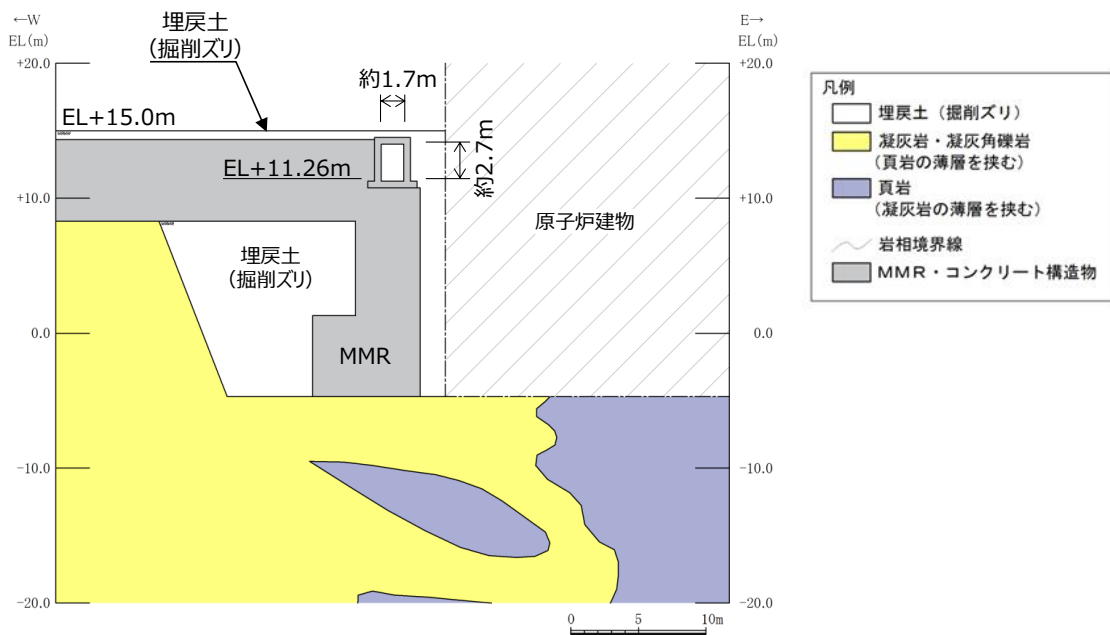 ←W
EL(m)
埋戻土
(掘削ズリ)
E→
EL(m)
+20.0
+20.0
約1.7m
EL+15.0m
約2.7m
EL+11.26m
+10.0
+10.0
埋戻土
(掘削ズリ)
原子炉建物
0.0
0.0
MMR
-10.0
-10.0
-20.0
-20.0
0 5 10m
凡例
埋戻土（掘削ズリ）
凝灰岩・凝灰角礫岩
(頁岩の薄層を挟む)
頁岩
(凝灰岩の薄層を挟む)
岩相境界線
MMR・コンクリート構造物